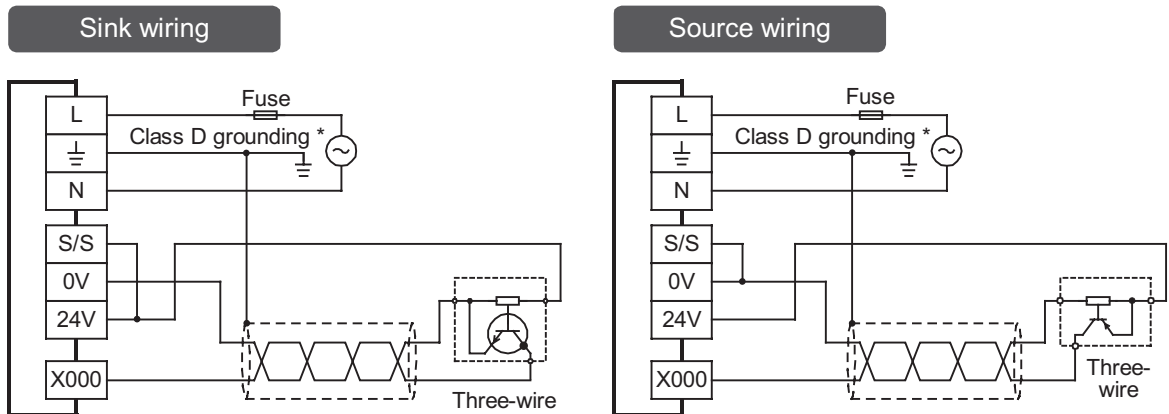 Sink wiring
L
Fuse
Class D grounding *
N
S/S
0V
24V
X000
Three-wire
Source wiring
L
Fuse
Class D grounding *
N
S/S
0V
24V
X000
Three-
wire